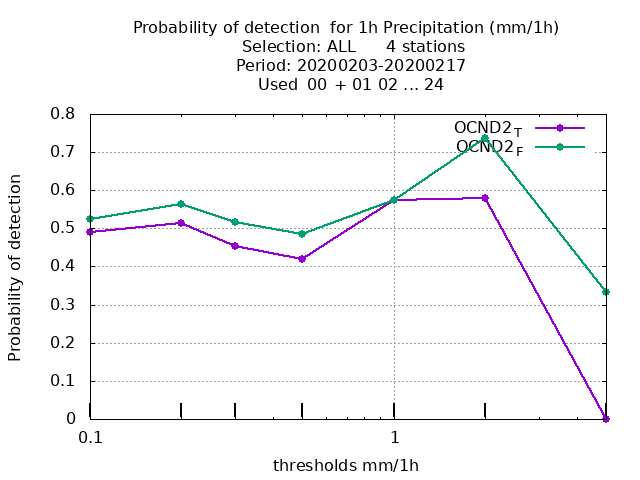 Probability of detection  for 1h Precipitation (mm/1h)
Selection: ALL      4 stations
Period: 20200203-20200217
Used  00  + 01 02 ... 24
OCND2T
OCND2F
0.8
0.7
0.6
0.5
0.4
0.3
0.2
0.1
0
Probability of detection
0.1 1
thresholds mm/1h